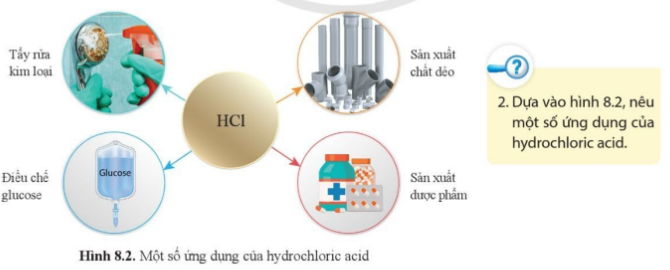 Tẩy rửa
kim loại
HCl
Sản xuất
chất dẻo
Điều chế
glucose
Glucose
Sản xuất
dược phẩm
Hình 8.2. Một số ứng dụng của hydrochloric acid
?
2. Dựa vào hình 8.2, nêu
một số ứng dụng của
hydrochloric acid.